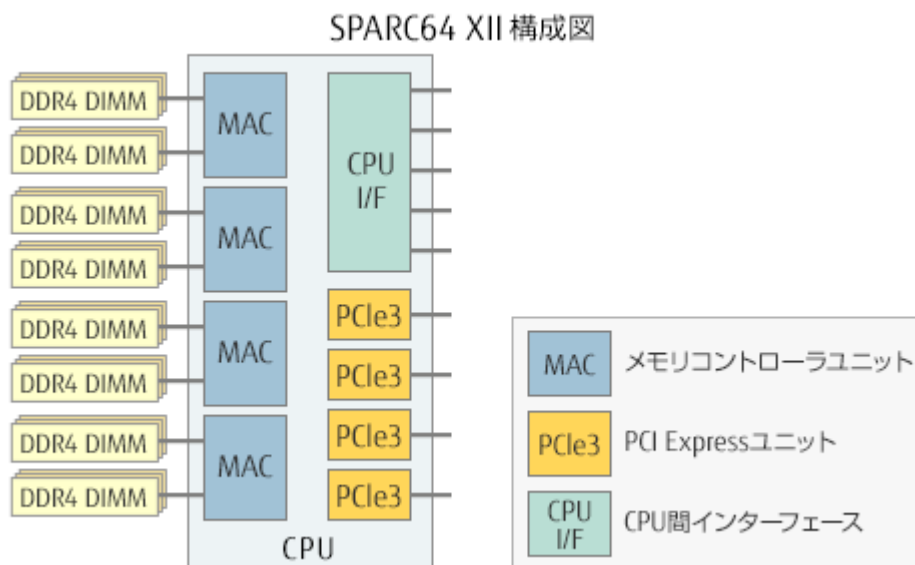 SPARC64 XII 構成図
DDR4 DIMM
DDR4 DIMM
DDR4 DIMM
DDR4 DIMM
DDR4 DIMM
DDR4 DIMM
DDR4 DIMM
DDR4 DIMM
MAC
MAC
MAC
MAC
CPU
I/F
PCIe3
PCIe3
PCIe3
PCIe3
CPU
MAC メモリコントローラユニット
PCIe3 PCI Expressユニット
CPU
I/F
CPU間インターフェース